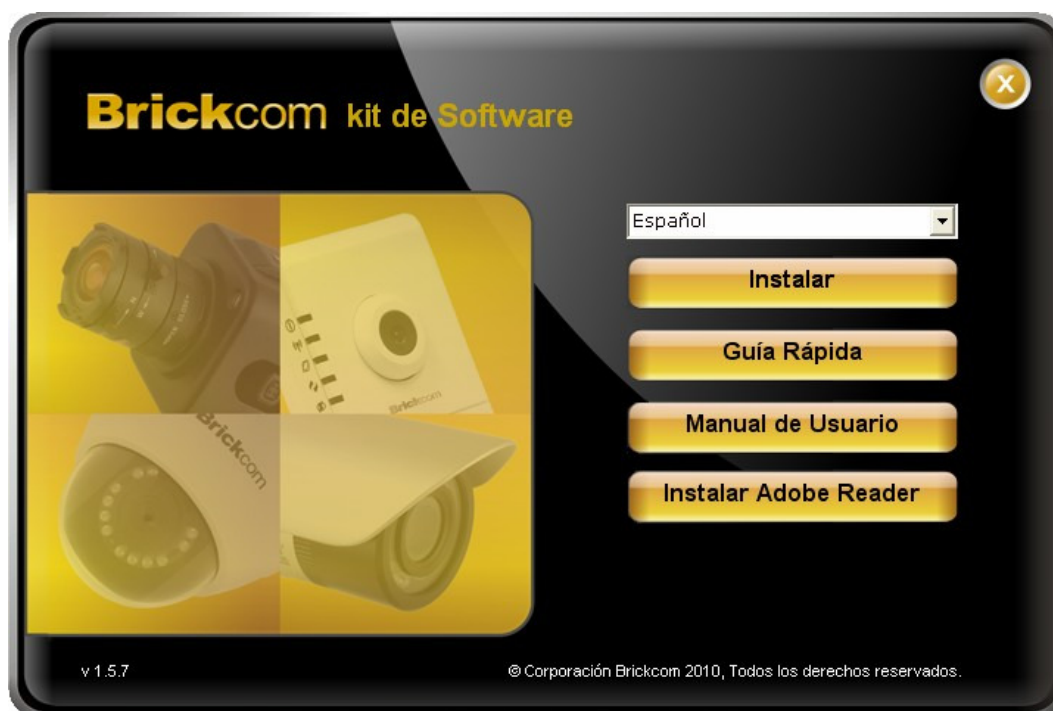 Brickcom kit de Software
X
Español
Instalar
Guía Rápida
Manual de Usuario
Instalar Adobe Reader
Brickcom
Brickcom
v 1.5.7
© Corporación Brickcom 2010, Todos los derechos reservados.